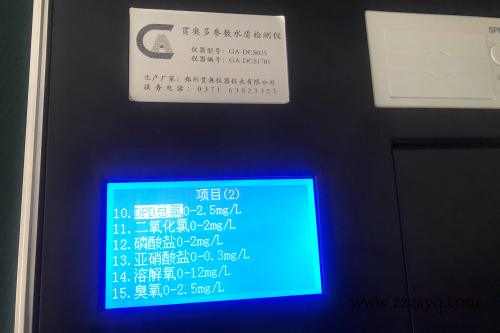 贯奥多参数水质检测仪
仪器型号: GA-DCS025
仪器编号: GA-DCS1701
生产厂家: 郑州贯奥仪器仪表有限公司
服务电话: 0371-63823323
项目(2)
10.DPD总氯0-2.5mg/L
11.二氧化氯0-2mg/L
12.磷酸盐0-2mg/L
13.亚硝酸盐0-0.3mg/L
14.溶解氧0-12mg/L
15.臭氧0-2.5mg/L
www.zzgayq.com